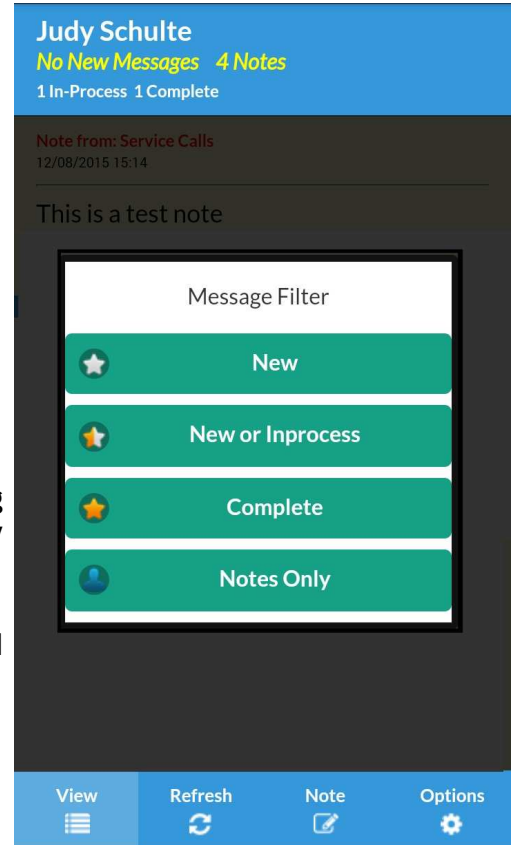 Judy Schulte
No New Messages 4 Notes
1 In-Process 1 Complete
Note from: Service Calls
12/08/2015 15:14
This is a test note
Message Filter
New
New or Inprocess
Complete
Notes Only
View Refresh Note Options